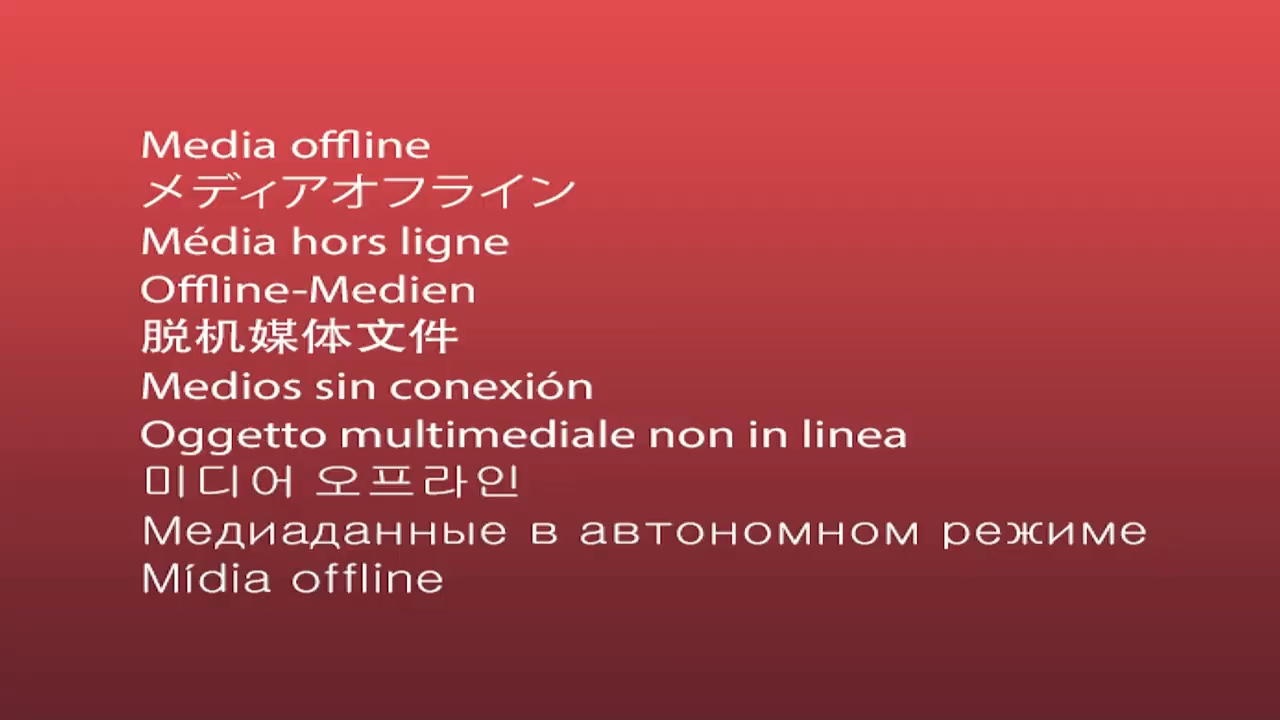 Media offline
メディアオフライン
Média hors ligne
Offline-Medien
脱机媒体文件
Medios sin conexión
Oggetto multimediale non in linea
미디어 오프라인
Медиаданные в автономном режиме
Mídia offline